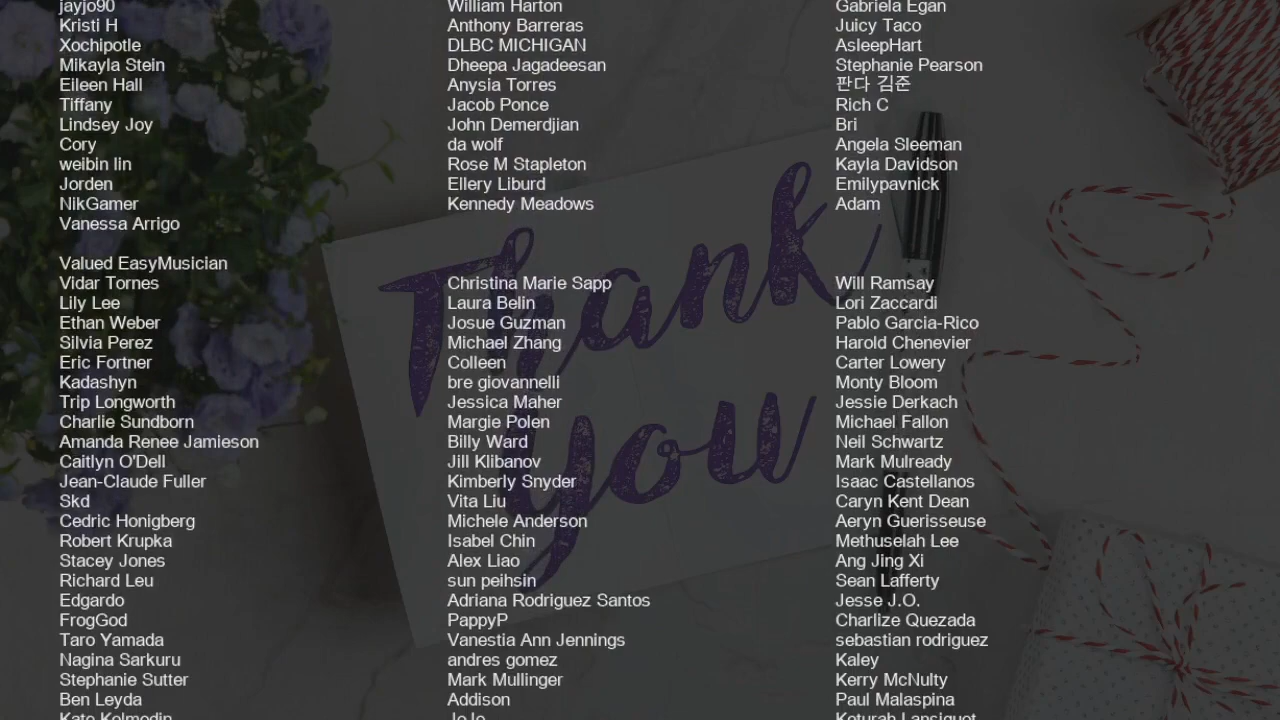 jayjo90
Kristi H
Xochipotle
Mikayla Stein
Eileen Hall
Tiffany
Lindsey Joy
Cory
weibin lin
Jorden
NikGamer
Vanessa Arrigo
William Harton
Anthony Barreras
DLBC MICHIGAN
Dheepa Jagadeesan
Anysia Torres
Jacob Ponce
John Demerdjian
da wolf
Rose M Stapleton
Ellery Liburd
Kennedy Meadows
Gabriela Egan
Juicy Taco
AsleepHart
Stephanie Pearson
판다 김준
Rich C
Bri
Angela Sleeman
Kayla Davidson
Emilypavnick
Adam
Valued EasyMusician
Vidar Tornes
Lily Lee
Ethan Weber
Silvia Perez
Eric Fortner
Kadashyn
Trip Longworth
Charlie Sundborn
Amanda Renee Jamieson
Caitlyn O'Dell
Jean-Claude Fuller
Skd
Cedric Honigberg
Robert Krupka
Stacey Jones
Richard Leu
Edgardo
FrogGod
Taro Yamada
Nagina Sarkuru
Stephanie Sutter
Ben Leyda
Kate Kolmodin
Christina Marie Sapp
Laura Belin
Josue Guzman
Michael Zhang
Colleen
bre giovannelli
Jessica Maher
Margie Polen
Billy Ward
Jill Klibanov
Kimberly Snyder
Vita Liu
Michele Anderson
Isabel Chin
Alex Liao
sun peihsin
Adriana Rodriguez Santos
PappyP
Vanestia Ann Jennings
andres gomez
Mark Mullinger
Addison
JoJo
Will Ramsay
Lori Zaccardi
Pablo Garcia-Rico
Harold Chenevier
Carter Lowery
Monty Bloom
Jessie Derkach
Michael Fallon
Neil Schwartz
Mark Mulready
Isaac Castellanos
Caryn Kent Dean
Aeryn Guerisseuse
Methuselah Lee
Ang Jing Xi
Sean Lafferty
Jesse J.O.
Charlize Quezada
sebastian rodriguez
Kaley
Kerry McNulty
Paul Malaspina
Keturah Lansiquot
Thank
you